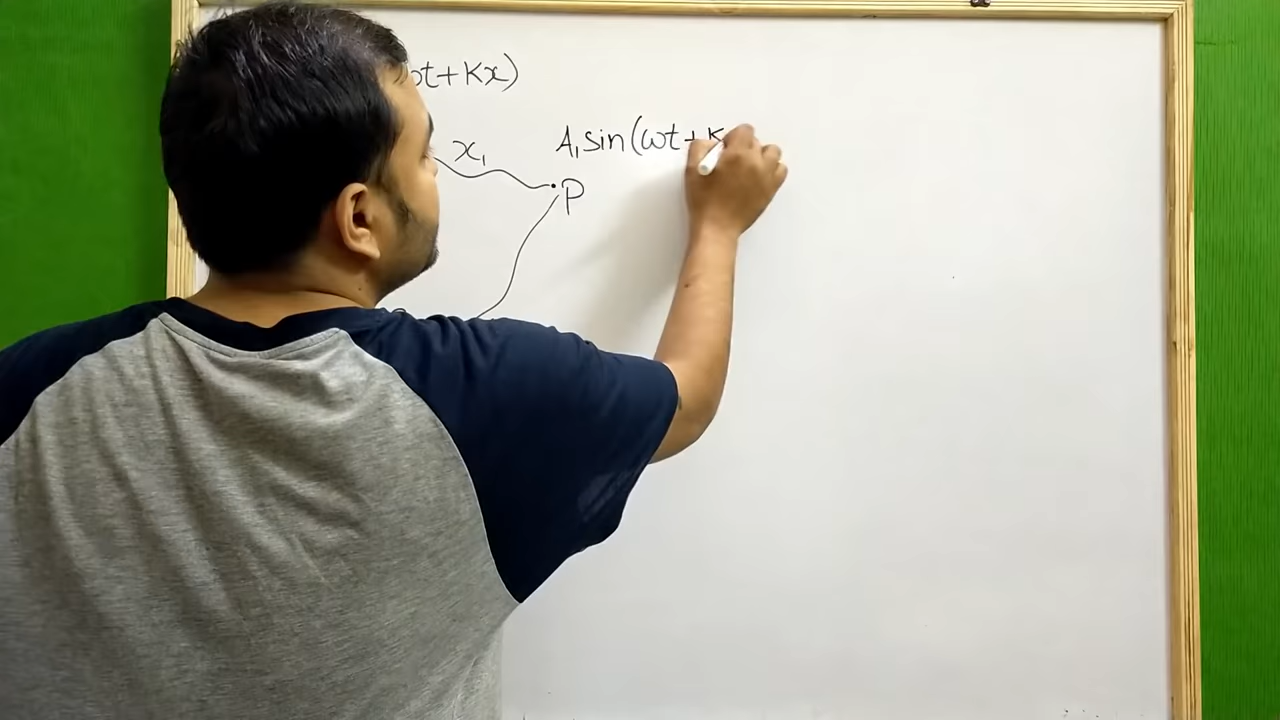 ωt+Kx)
A₁sin(ωt+K
x₁
P